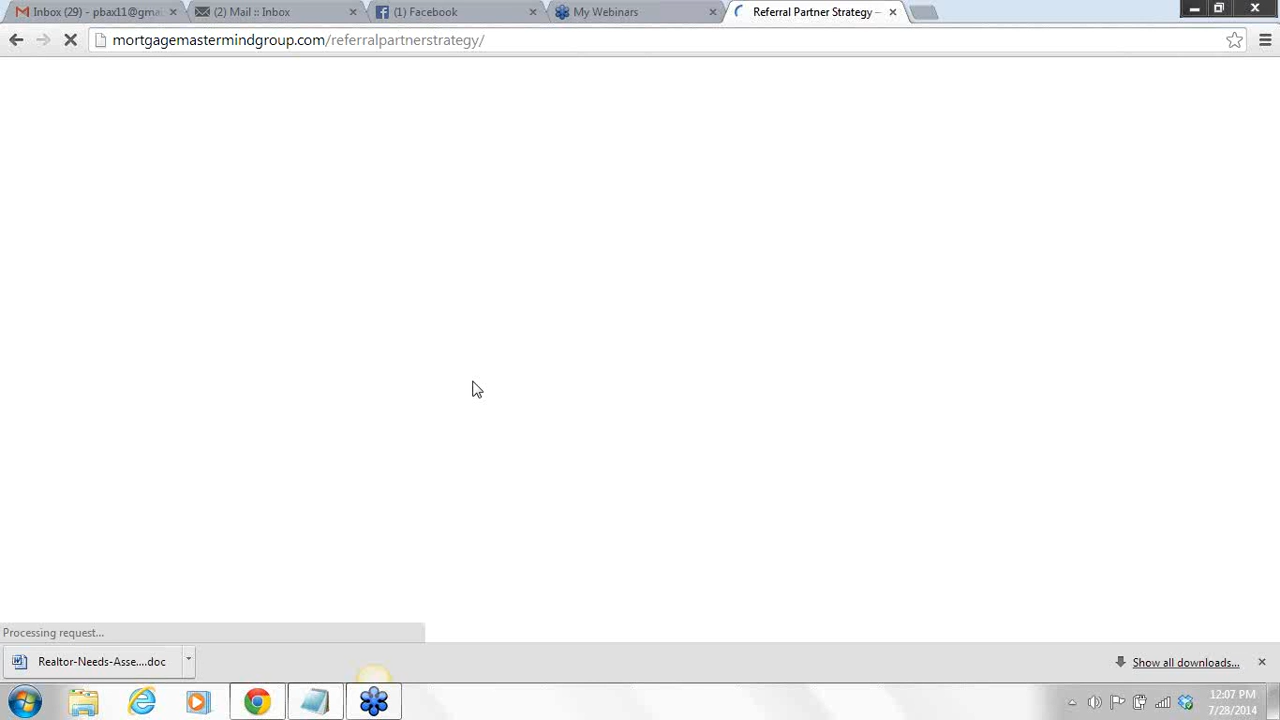 Inbox (29) - pbax11@gma
(2) Mail :: Inbox
(1) Facebook
My Webinars
Referral Partner Strategy –
mortgagemastermindgroup.com/referralpartnerstrategy/
Processing request...
Realtor-Needs-Asse....doc
Show all downloads...
12:07 PM
7/28/2014